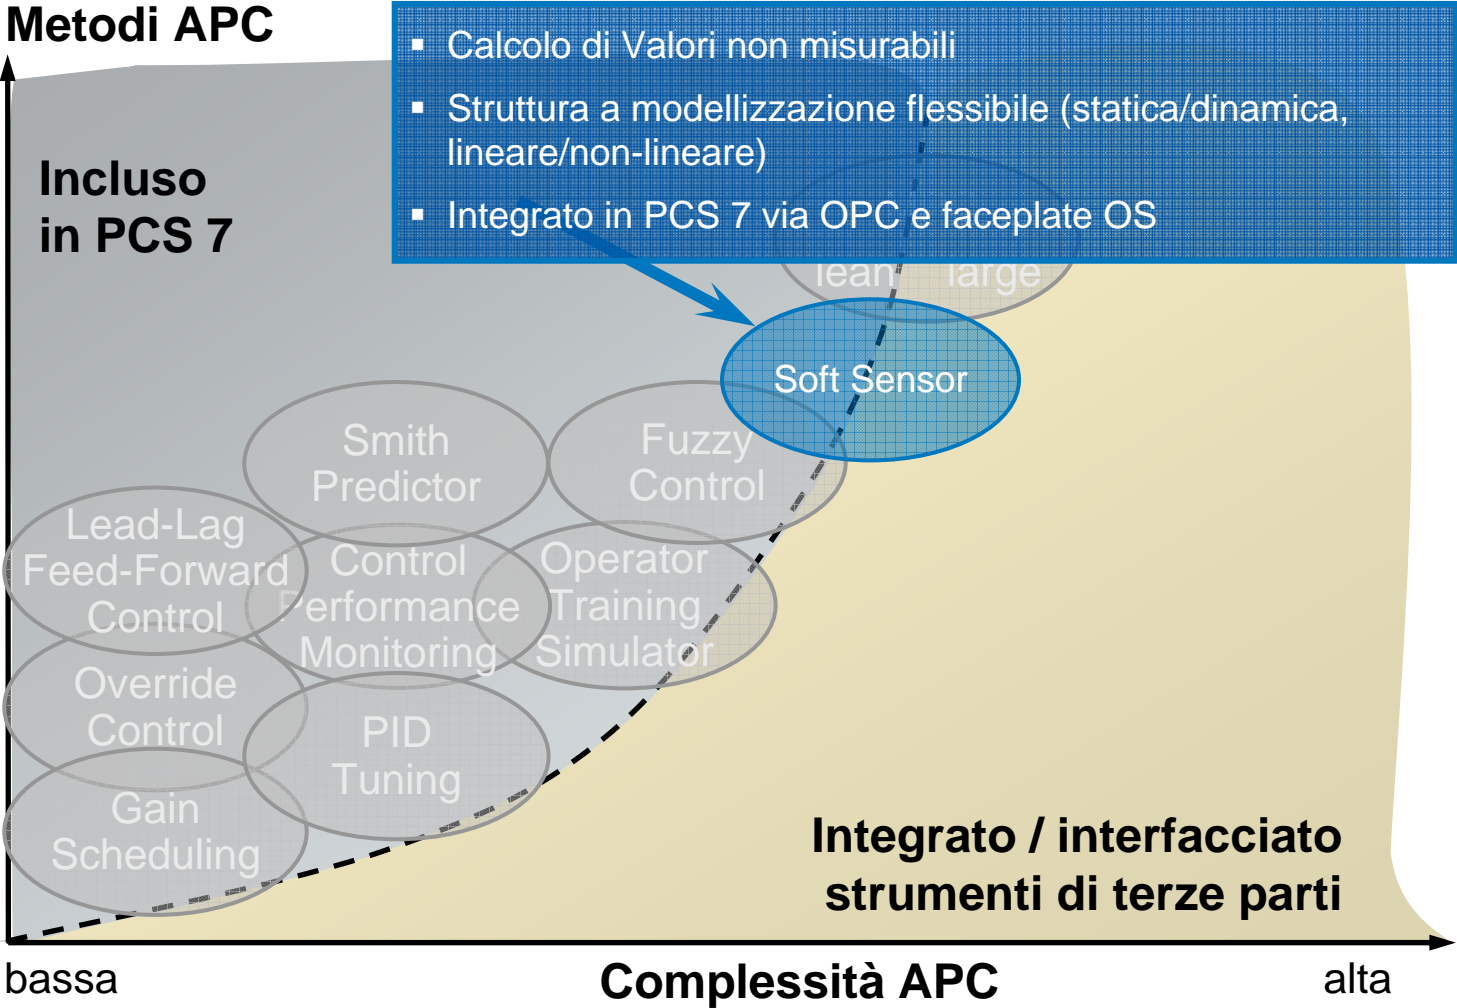 Metodi APC
▪ Calcolo di Valori non misurabili
▪ Struttura a modellizzazione flessibile (statica/dinamica,
lineare/non-lineare)
▪ Integrato in PCS 7 via OPC e faceplate OS
Incluso
in PCS 7
lean large
Soft Sensor
Smith
Predictor
Fuzzy
Control
Lead-Lag
Feed-Forward
Control
Control
Performance
Monitoring
Operator
Training
Simulator
Override
Control
PID
Tuning
Gain
Scheduling
Integrato / interfacciato
strumenti di terze parti
bassa
Complessità APC
alta